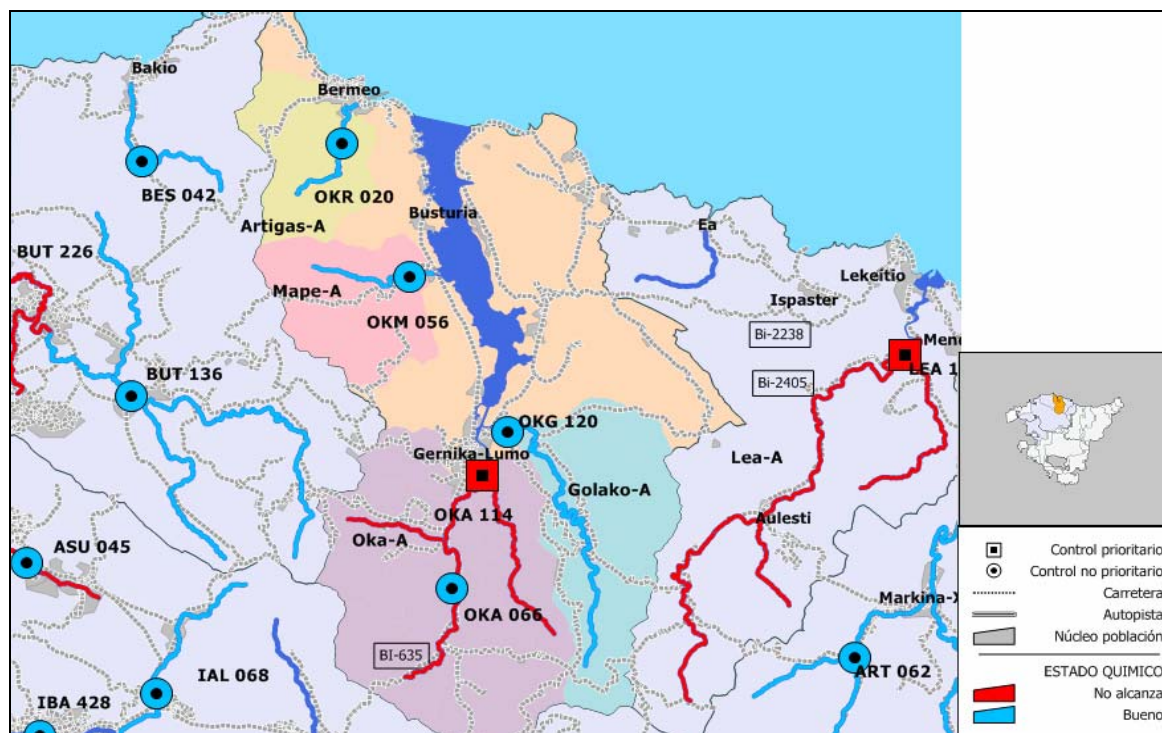 Bakio
Bermeo
BES 042
OKR 020
Busturia
Artigas-A
Ea
BUT 226
Lekeitio
Mape-A
Ispaster
OKM 056
Bi-2238
BUT 136
Bi-2405
LEA 1
OKG 120
Gernika-Lumo
Lea-A
Golako-A
OKA 114
Aulesti
Oka-A
ASU 045
OKA 066
Markina-X
BI-635
IAL 068
ART 062
IBA 428
Control prioritario
Control no prioritario
Carretera
Autopista
Núcleo población
ESTADO QUIMICO
No alcanza
Bueno